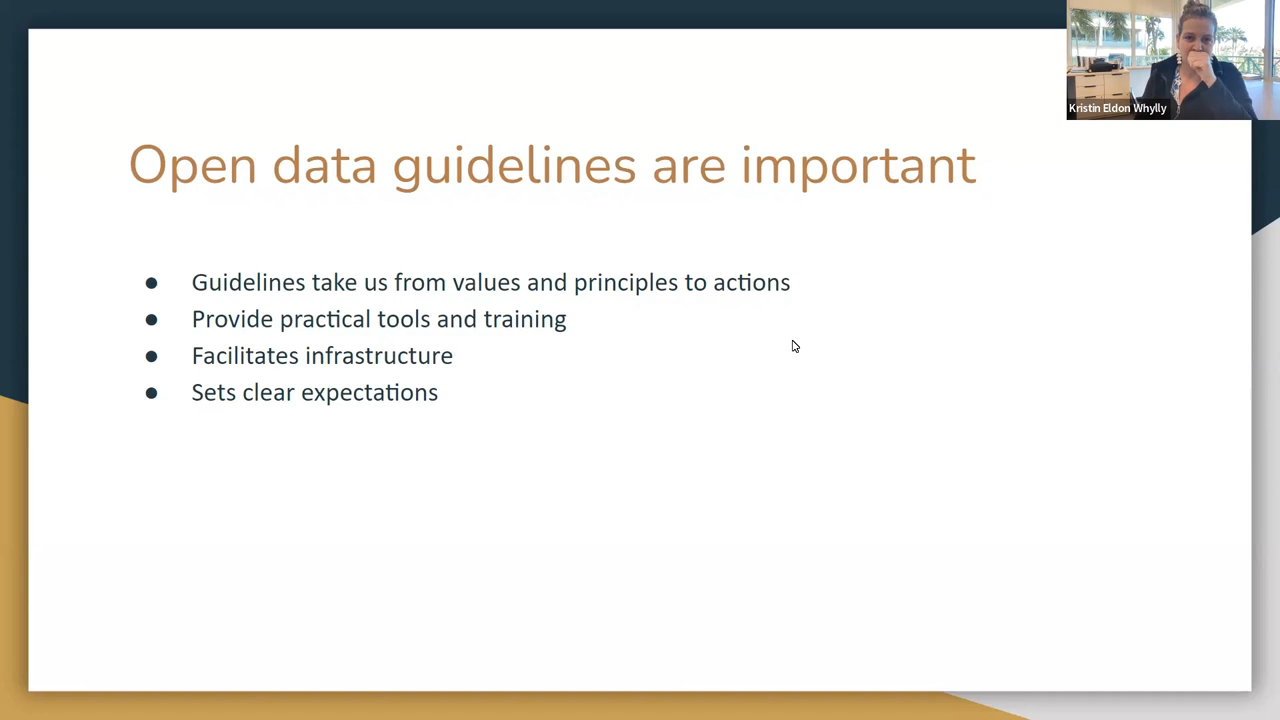 Kristin Eldon Whylly
Open data guidelines are important
● Guidelines take us from values and principles to actions
● Provide practical tools and training
● Facilitates infrastructure
● Sets clear expectations